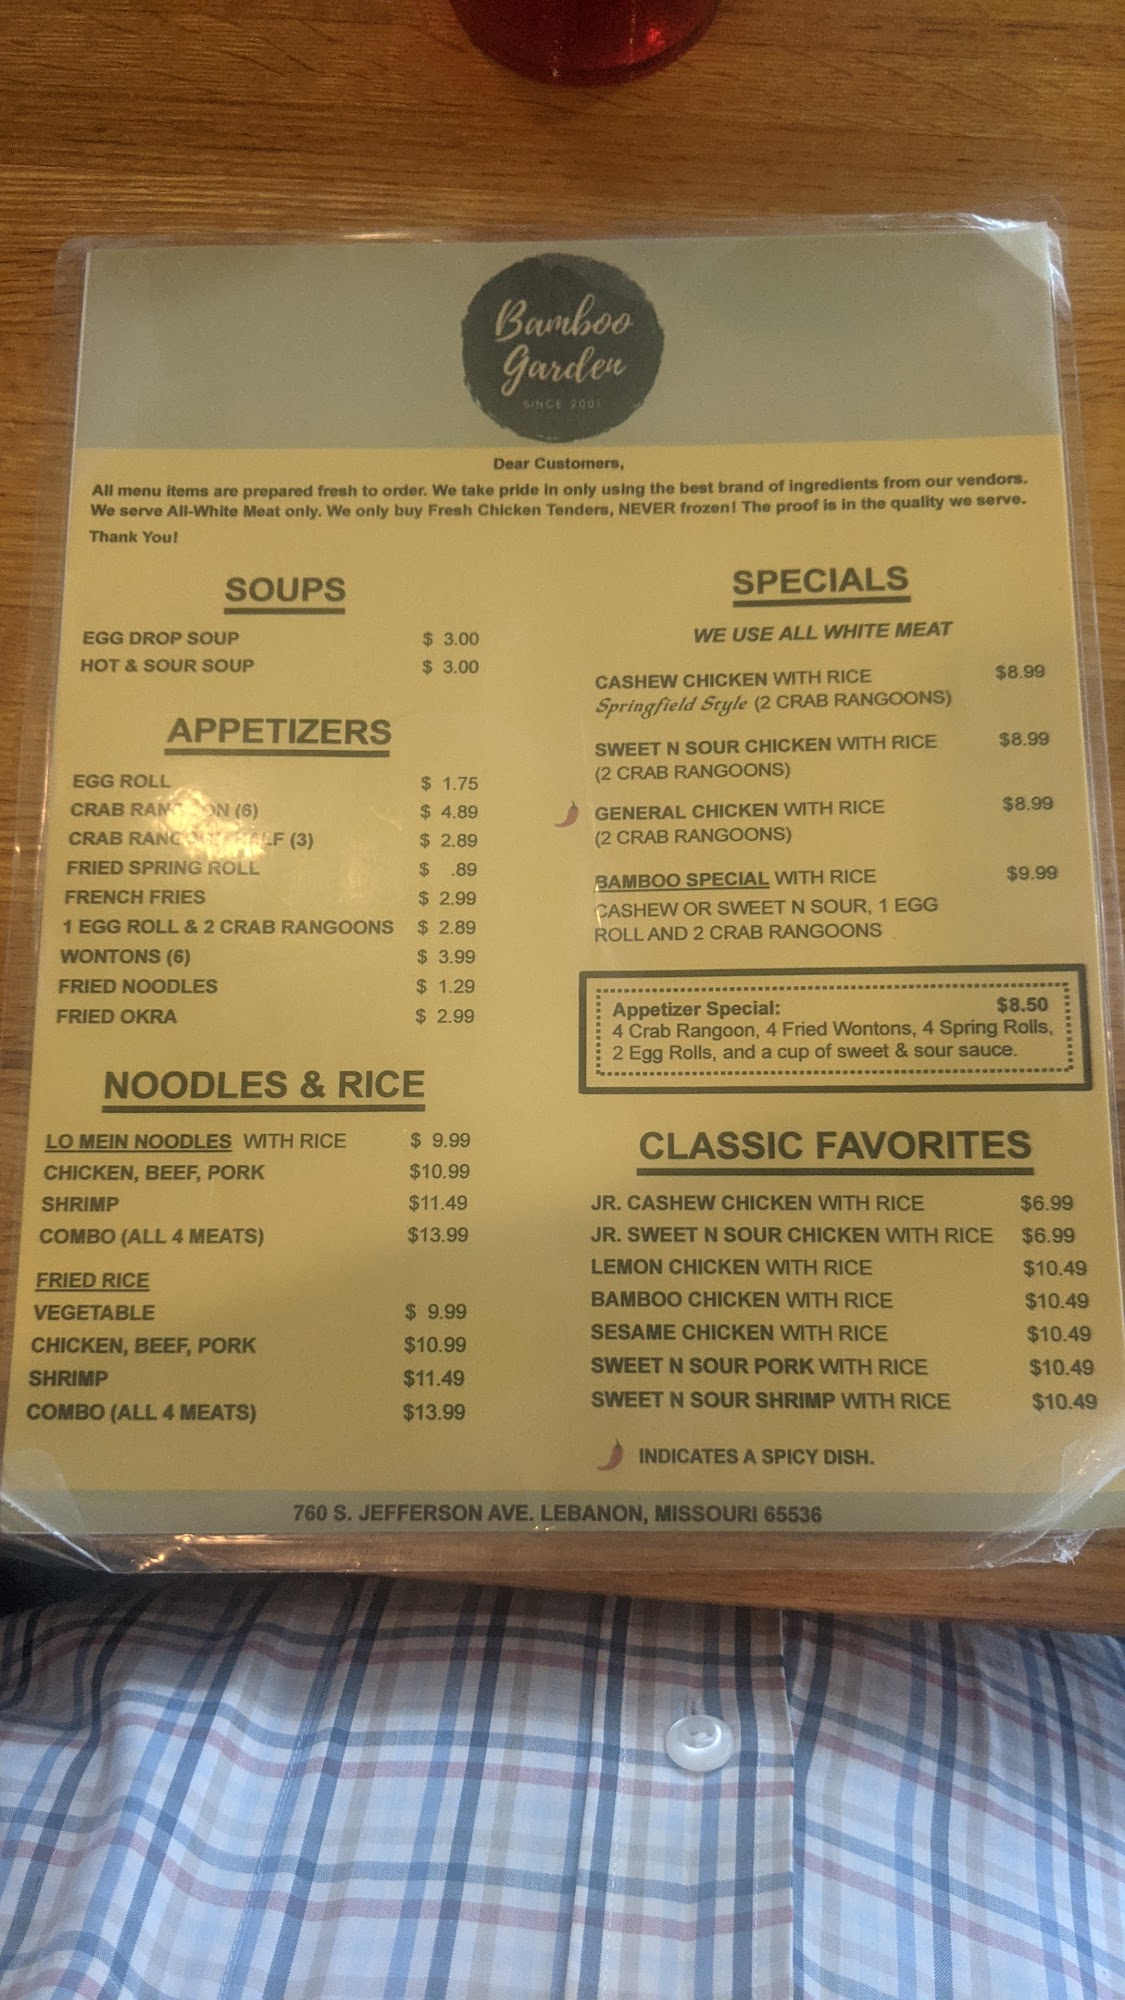 Bamboo
Garden
SINCE 2001
Dear Customers,
All menu items are prepared fresh to order. We take pride in only using the best brand of ingredients from our vendors.
We serve All-White Meat only. We only buy Fresh Chicken Tenders, NEVER frozen! The proof is in the quality we serve.
Thank You!
SOUPS
EGG DROP SOUP $ 3.00
HOT & SOUR SOUP $ 3.00
APPETIZERS
EGG ROLL $ 1.75
CRAB RANGOON (6) $ 4.89
CRAB RANGOON HALF (3) $ 2.89
FRIED SPRING ROLL $ .89
FRENCH FRIES $ 2.99
1 EGG ROLL & 2 CRAB RANGOONS $ 2.89
WONTONS (6) $ 3.99
FRIED NOODLES $ 1.29
FRIED OKRA $ 2.99
NOODLES & RICE
LO MEIN NOODLES WITH RICE $ 9.99
CHICKEN, BEEF, PORK $10.99
SHRIMP $11.49
COMBO (ALL 4 MEATS) $13.99
FRIED RICE
VEGETABLE $ 9.99
CHICKEN, BEEF, PORK $10.99
SHRIMP $11.49
COMBO (ALL 4 MEATS) $13.99
SPECIALS
WE USE ALL WHITE MEAT
CASHEW CHICKEN WITH RICE $8.99
Springfield Style (2 CRAB RANGOONS)
SWEET N SOUR CHICKEN WITH RICE $8.99
(2 CRAB RANGOONS)
GENERAL CHICKEN WITH RICE $8.99
(2 CRAB RANGOONS)
BAMBOO SPECIAL WITH RICE $9.99
CASHEW OR SWEET N SOUR, 1 EGG
ROLL AND 2 CRAB RANGOONS
Appetizer Special: $8.50
4 Crab Rangoon, 4 Fried Wontons, 4 Spring Rolls,
2 Egg Rolls, and a cup of sweet & sour sauce.
CLASSIC FAVORITES
JR. CASHEW CHICKEN WITH RICE $6.99
JR. SWEET N SOUR CHICKEN WITH RICE $6.99
LEMON CHICKEN WITH RICE $10.49
BAMBOO CHICKEN WITH RICE $10.49
SESAME CHICKEN WITH RICE $10.49
SWEET N SOUR PORK WITH RICE $10.49
SWEET N SOUR SHRIMP WITH RICE $10.49
INDICATES A SPICY DISH.
760 S. JEFFERSON AVE. LEBANON, MISSOURI 65536